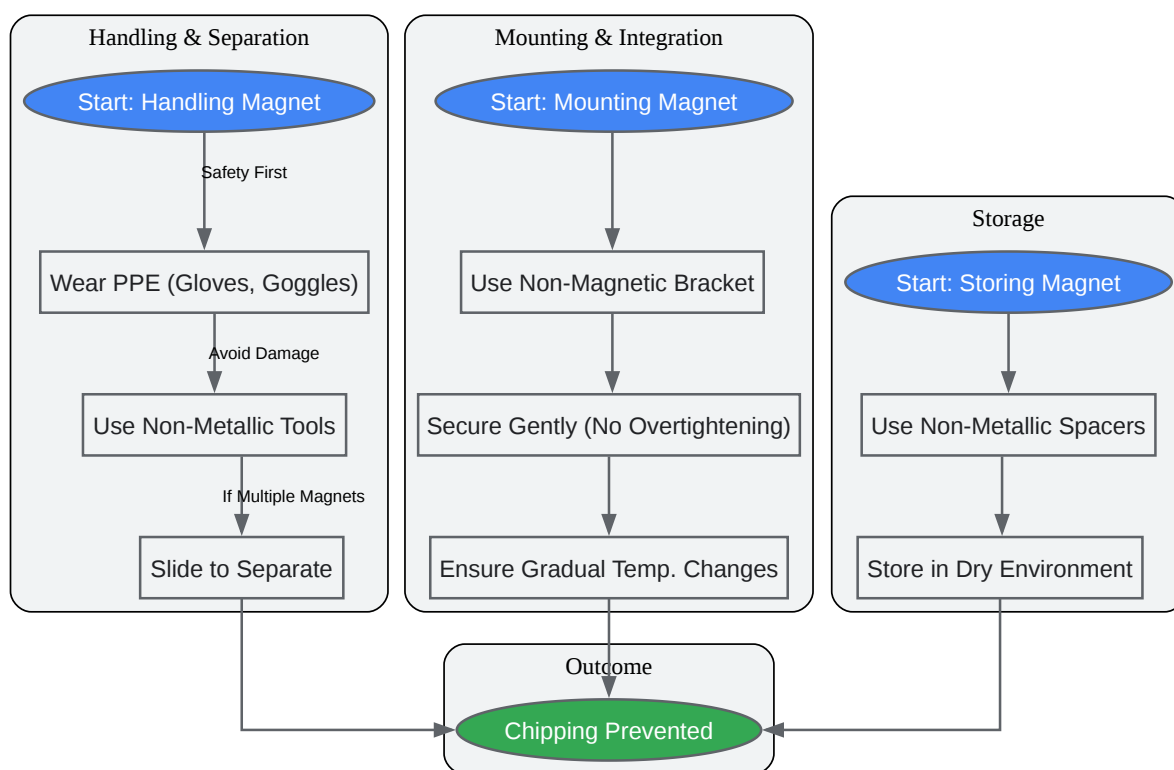 Handling & Separation
Start: Handling Magnet
Safety First
Wear PPE (Gloves, Goggles)
Avoid Damage
Use Non-Metallic Tools
If Multiple Magnets
Slide to Separate
Mounting & Integration
Start: Mounting Magnet
Use Non-Magnetic Bracket
Secure Gently (No Overtightening)
Ensure Gradual Temp. Changes
Storage
Start: Storing Magnet
Use Non-Metallic Spacers
Store in Dry Environment
Outcome
Chipping Prevented